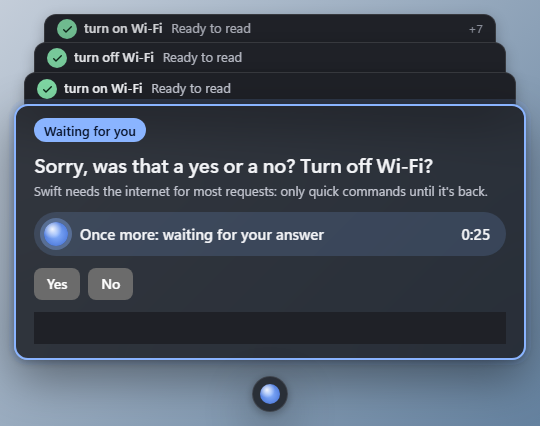 turn on Wi-Fi Ready to read +7
turn off Wi-Fi Ready to read
turn on Wi-Fi Ready to read
Waiting for you
Sorry, was that a yes or a no? Turn off Wi-Fi?
Swift needs the internet for most requests: only quick commands until it's back.
Once more: waiting for your answer 0:25
Yes No